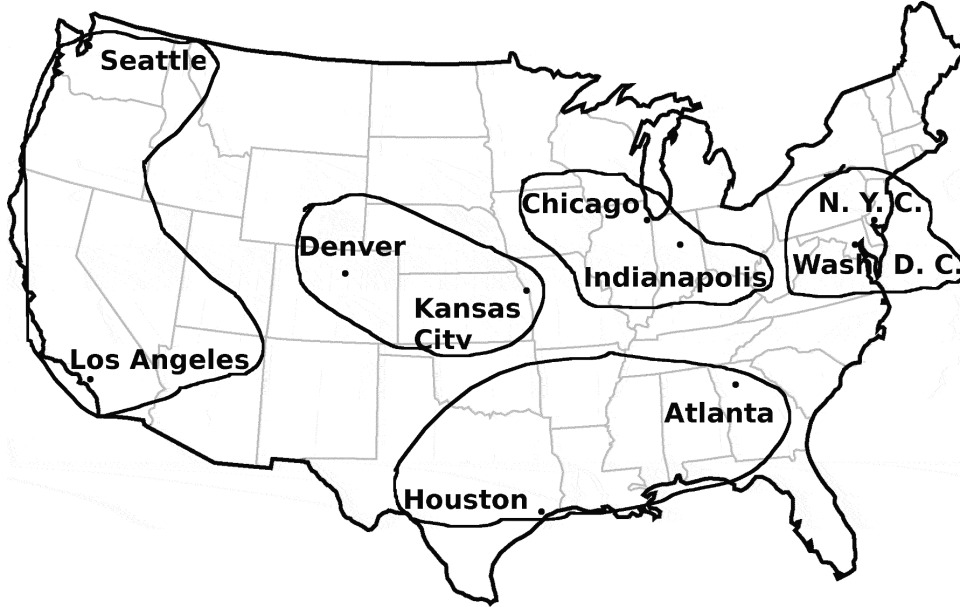 Seattle
N. Y. C.
Chicago
Denver
Wash. D. C.
Indianapolis
Kansas
City
Los Angeles
Atlanta
Houston